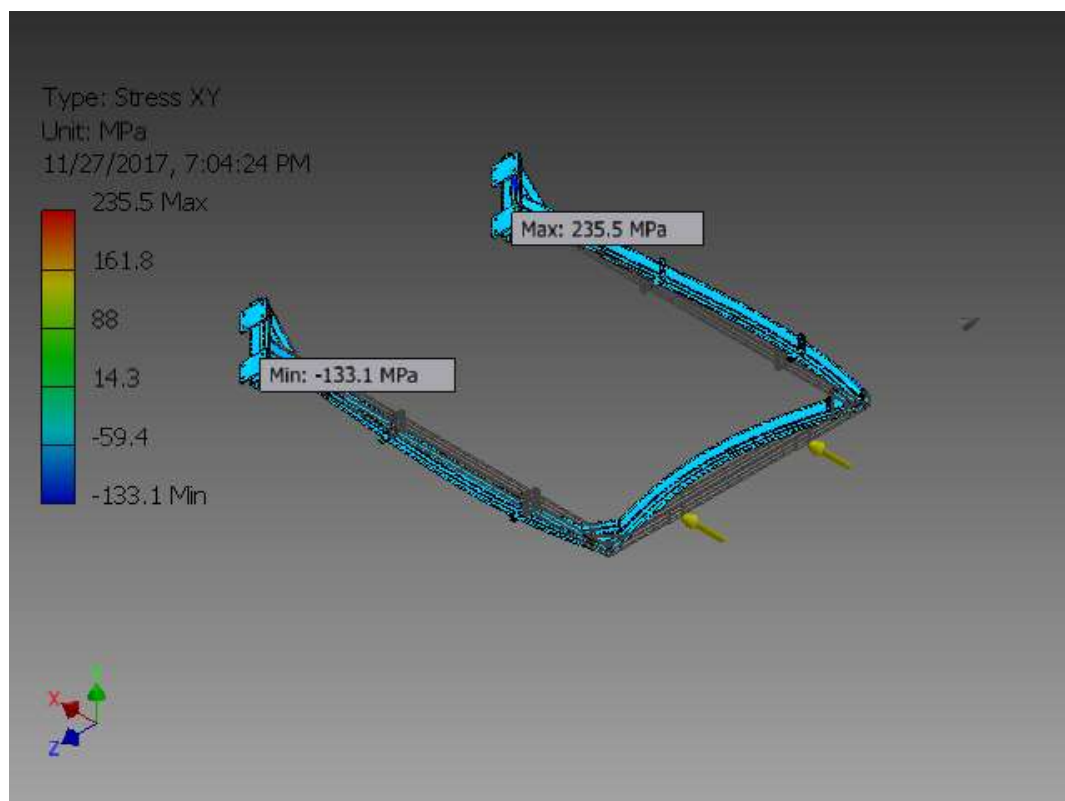 Type: Stress XY
Unit: MPa
11/27/2017, 7:04:24 PM
235.5 Max
161.8
88
14.3
-59.4
-133.1 Min
Max: 235.5 MPa
Min: -133.1 MPa
X
Y
Z